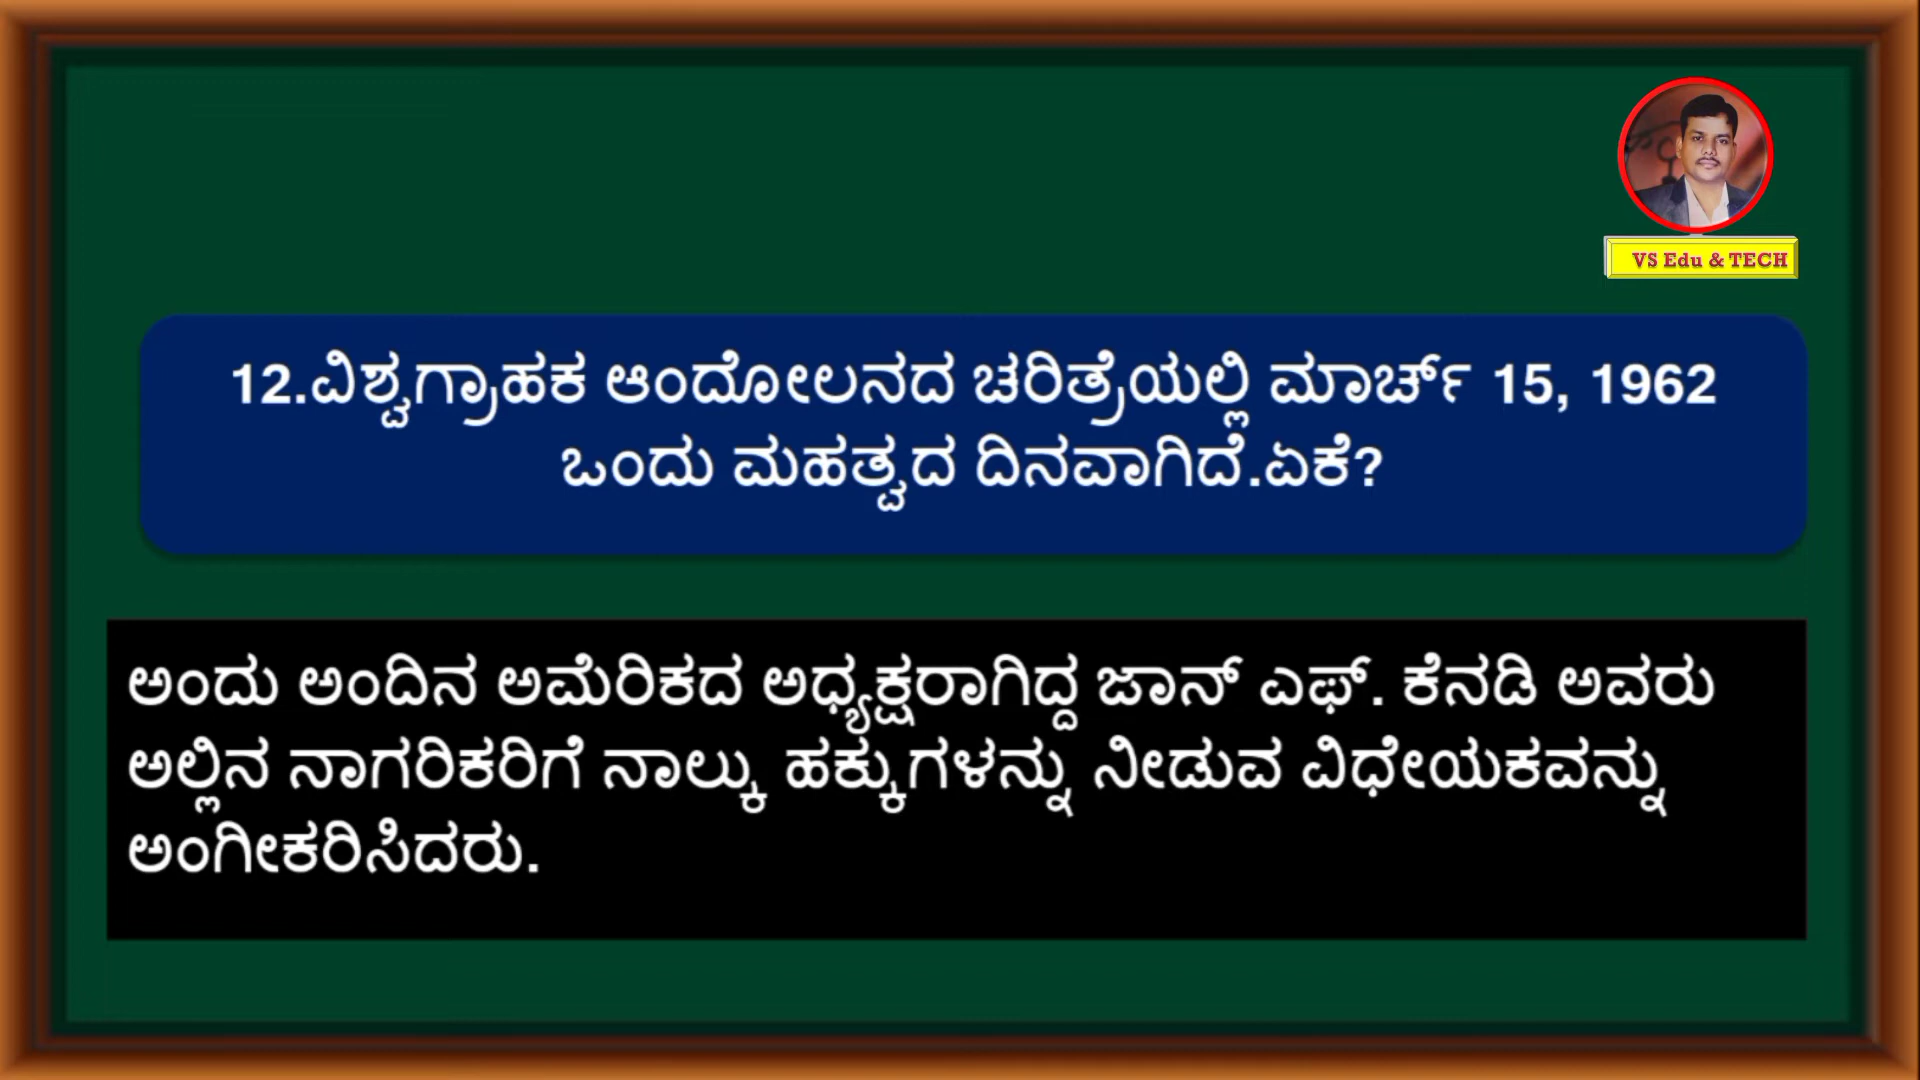 VS Edu & TECH
12.ವಿಶ್ವಗ್ರಾಹಕ ಆಂದೋಲನದ ಚರಿತ್ರೆಯಲ್ಲಿ ಮಾರ್ಚ್ 15, 1962
ಒಂದು ಮಹತ್ವದ ದಿನವಾಗಿದೆ.ಏಕೆ?
ಅಂದು ಅಂದಿನ ಅಮೆರಿಕದ ಅಧ್ಯಕ್ಷರಾಗಿದ್ದ ಜಾನ್ ಎಫ್. ಕೆನಡಿ ಅವರು
ಅಲ್ಲಿನ ನಾಗರಿಕರಿಗೆ ನಾಲ್ಕು ಹಕ್ಕುಗಳನ್ನು ನೀಡುವ ವಿಧೇಯಕವನ್ನು
ಅಂಗೀಕರಿಸಿದರು.